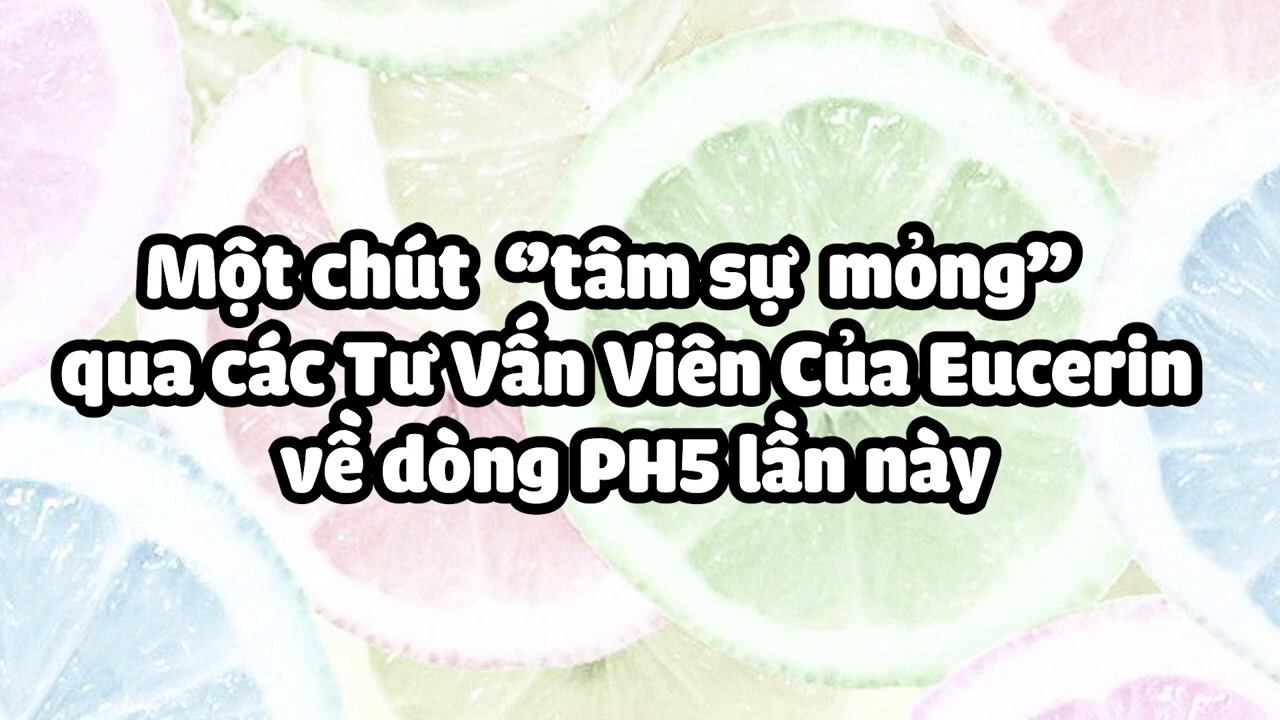 Một chút ‘’tâm sự mỏng’’
qua các Tư Vấn Viên Của Eucerin
về dòng PH5 lần này